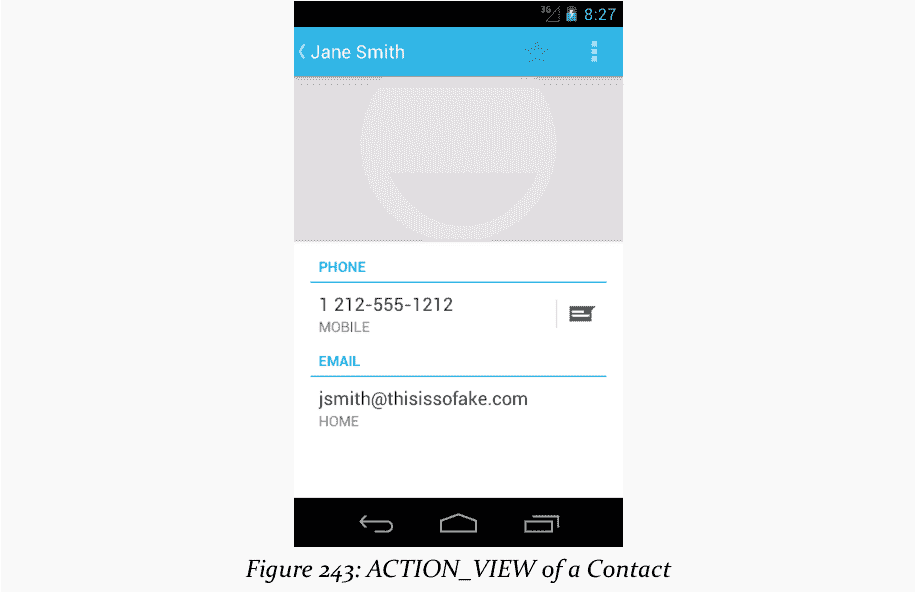 3G 8:27
Jane Smith
PHONE
1 212-555-1212
MOBILE
EMAIL
jsmith@thisissofake.com
HOME
Figure 243: ACTION_VIEW of a Contact